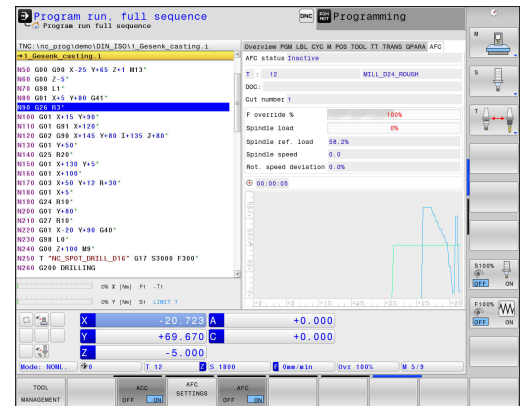 Program run, full sequence
Program run, full sequence
DNC
Programming
TNC:\nc_prog\demo\DIN_ISO\1_Gesenk_casting.i
→1_Gesenk_casting.i
N50 G00 G90 X-25 Y+65 Z+1 M13*
N60 G00 Z-5*
N70 G98 L1*
N80 G01 X+5 Y+80 G41*
N90 G26 R3*
N100 G01 X+15 Y+90*
N110 G01 G91 X+120*
N120 G02 G90 X+145 Y+80 I+135 J+80*
N130 G01 Y+50*
N140 G25 R20*
N150 G01 X+130 Y+5*
N160 G01 X+100*
N170 G03 X+50 Y+12 R+30*
N180 G01 X+5*
N190 G24 R10*
N200 G01 Y+80*
N210 G27 R10*
N220 G01 X-20 Y+90 G40*
N230 G98 L0*
N240 G00 Z+100 M9*
N250 T "NC_SPOT_DRILL_D16" G17 S3000 F300*
N260 G200 DRILLING
0% X [Nm] P1 -T1
0% Y [Nm] S1 LIMIT 1
Overview PGM LBL CYC M POS TOOL TT TRANS QPARA AFC
AFC status Inactive
T : 12 MILL_D24_ROUGH
DOC:
Cut number 1
F override % 100%
Spindle load 0%
Spindle ref. load 58.2%
Spindle speed 0.0
Rot. speed deviation 0.0%
00:00:05
X -20.723 A +0.000
Y +69.670 C +0.000
Z -5.000
Mode: NOML. 0 T 12 Z S 1800 F 0mm/min Ovr 100% M 5/9
TOOL MANAGEMENT
ACC OFF ON
AFC SETTINGS
AFC OFF ON
M
S
T
S100% OFF ON
F100% OFF ON